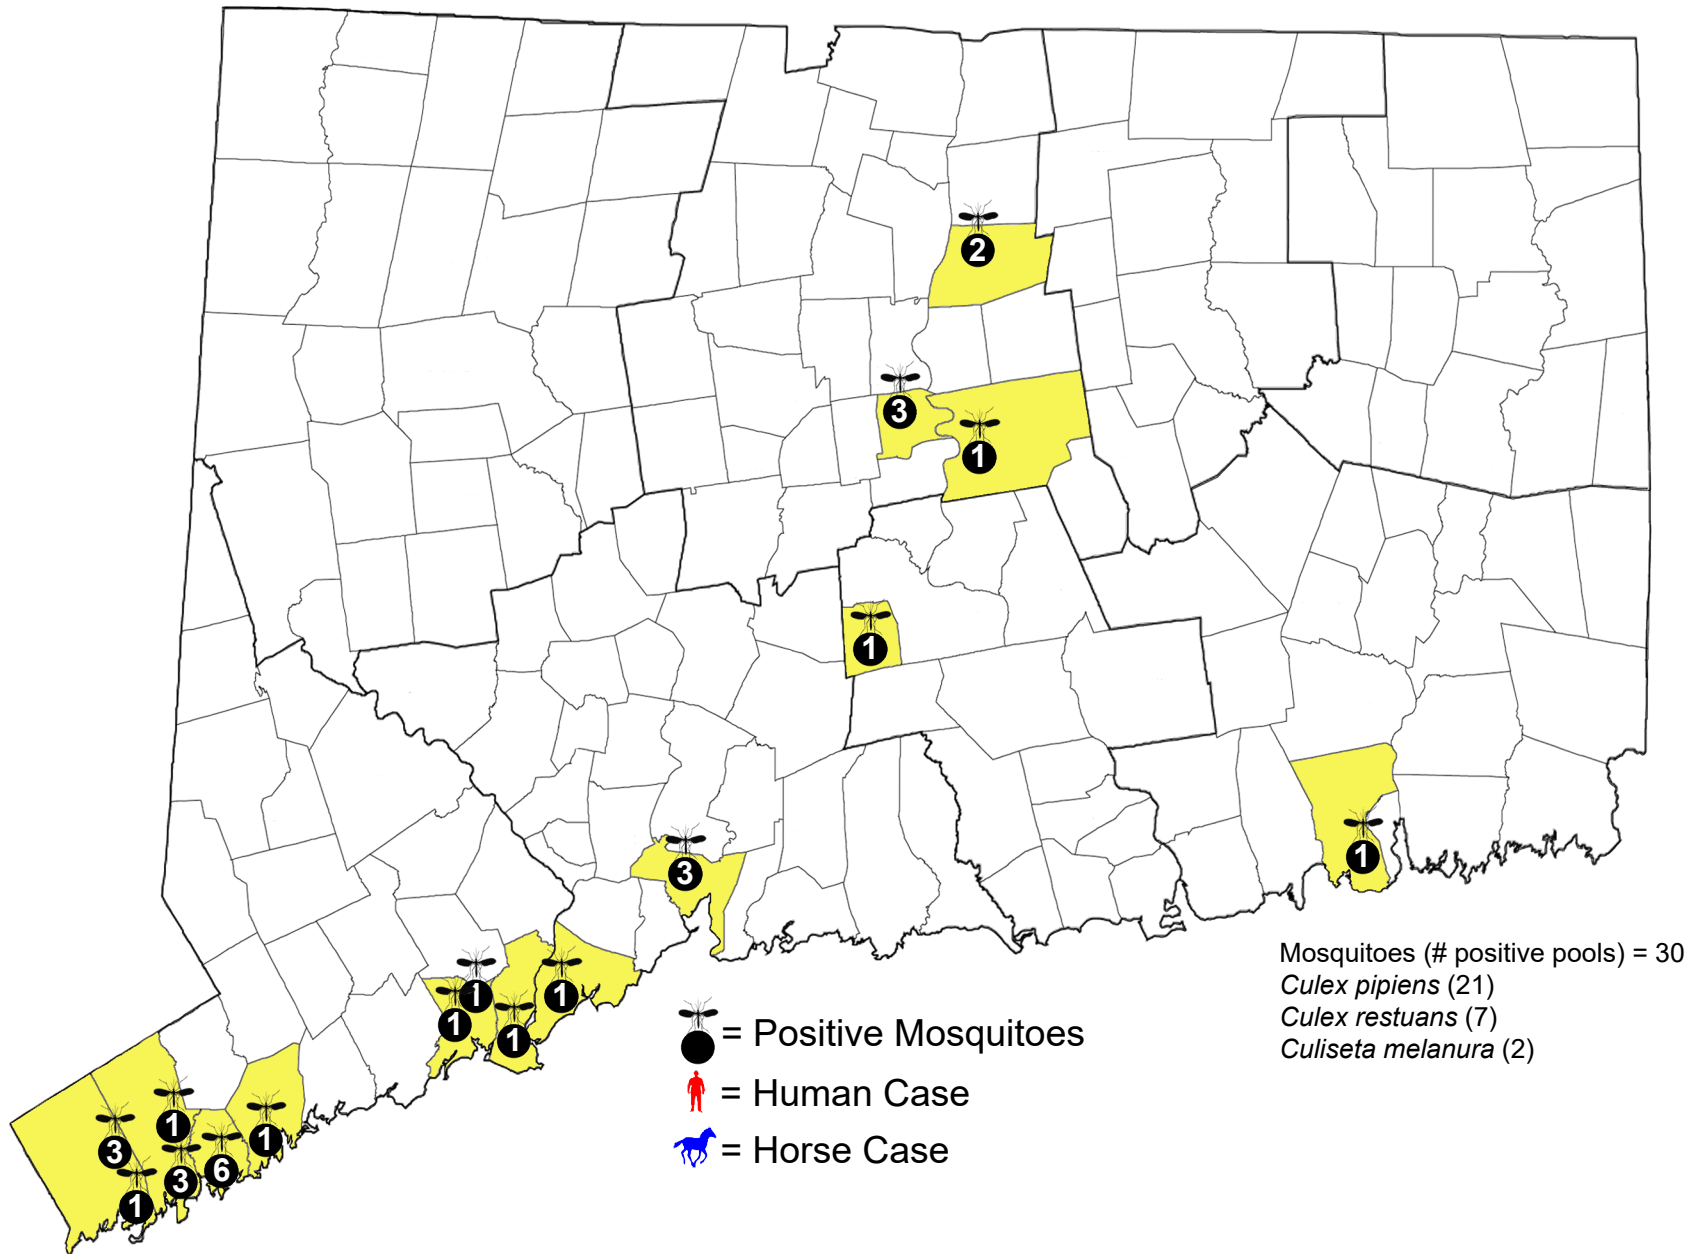 2
3
1
1
3
1
1
1
1
1
3
1
1
3
6
1
1
Mosquitoes (# positive pools) = 30
Culex pipiens (21)
Culex restuans (7)
Culiseta melanura (2)
= Positive Mosquitoes
= Human Case
= Horse Case